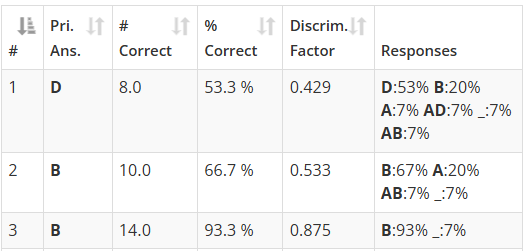 # Pri. Ans. # Correct % Correct Discrim. Factor Responses
1 D 8.0 53.3 % 0.429 D:53% B:20%
A:7% AD:7% _:7%
AB:7%
2 B 10.0 66.7 % 0.533 B:67% A:20%
AB:7% _:7%
3 B 14.0 93.3 % 0.875 B:93% _:7%